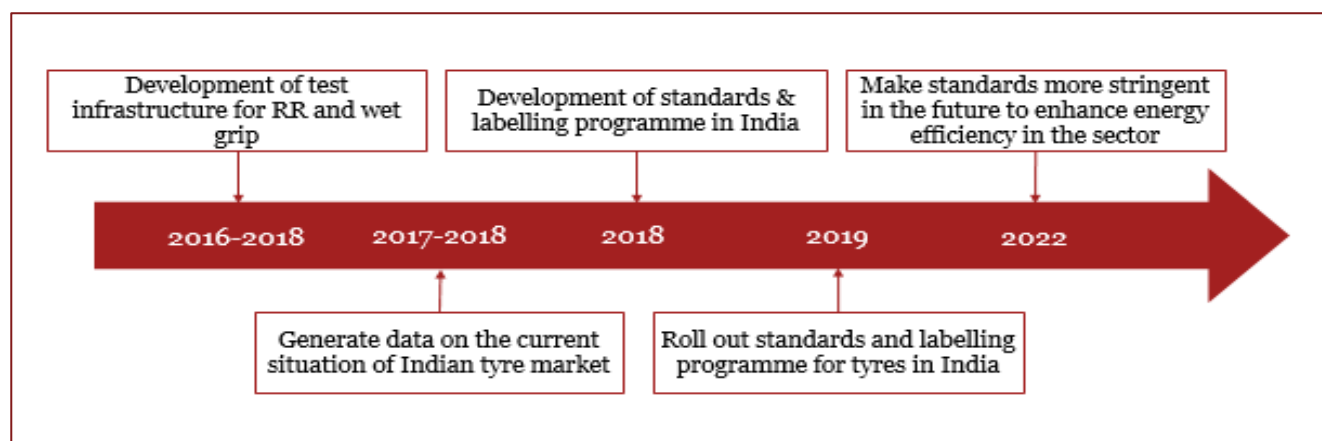 Development of test
infrastructure for RR and wet
grip
Development of standards &
labelling programme in India
Make standards more stringent
in the future to enhance energy
efficiency in the sector
2016-2018
2017-2018
2018
2019
2022
Generate data on the current
situation of Indian tyre market
Roll out standards and labelling
programme for tyres in India